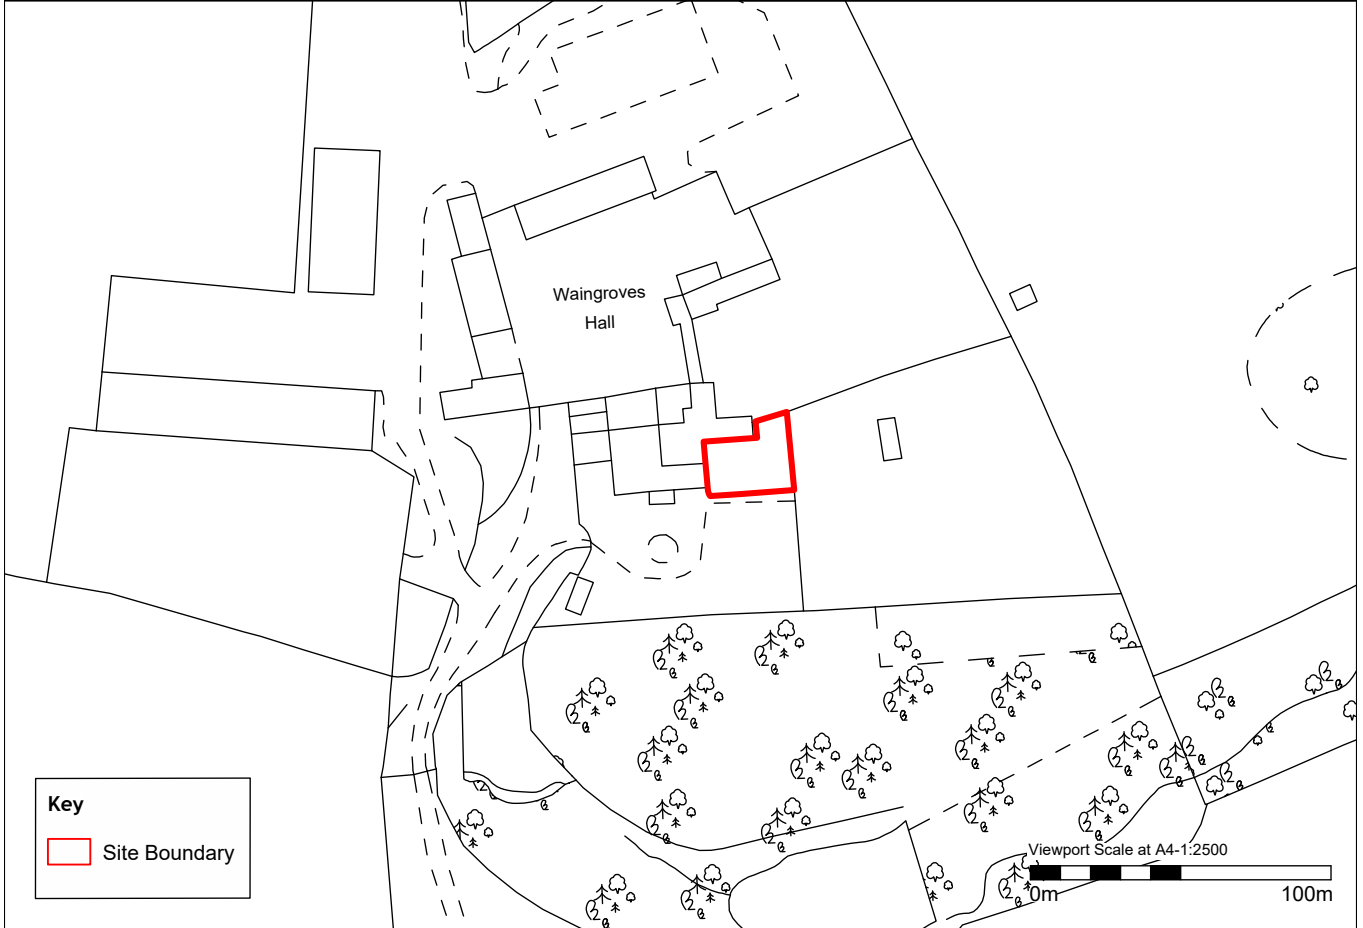 Waingroves
Hall
Key
Site Boundary
Viewport Scale at A4-1:2500
0m 100m